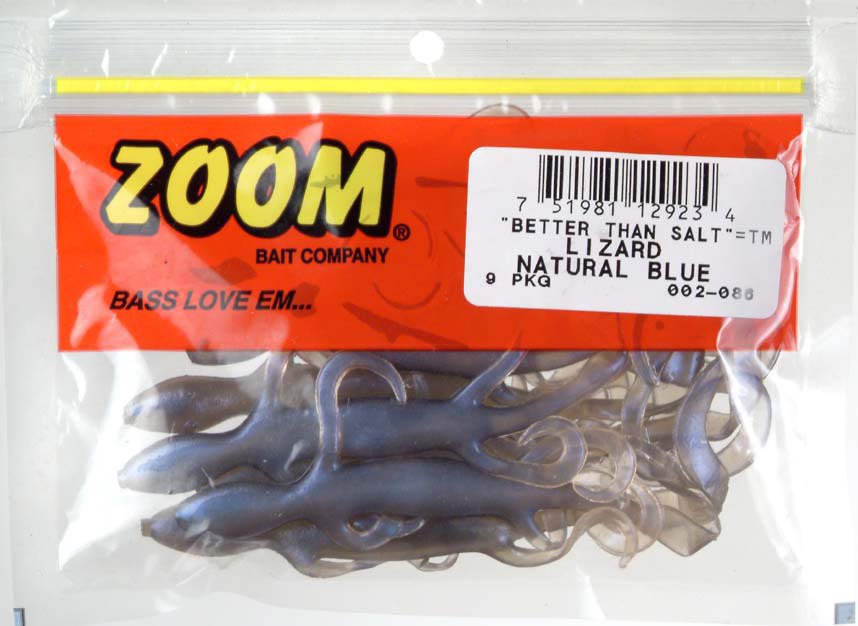 ZOOM®
BAIT COMPANY
BASS LOVE EM...
7 51981 12923 4
"BETTER THAN SALT"=TM
LIZARD
NATURAL BLUE
9 PKG 002-086